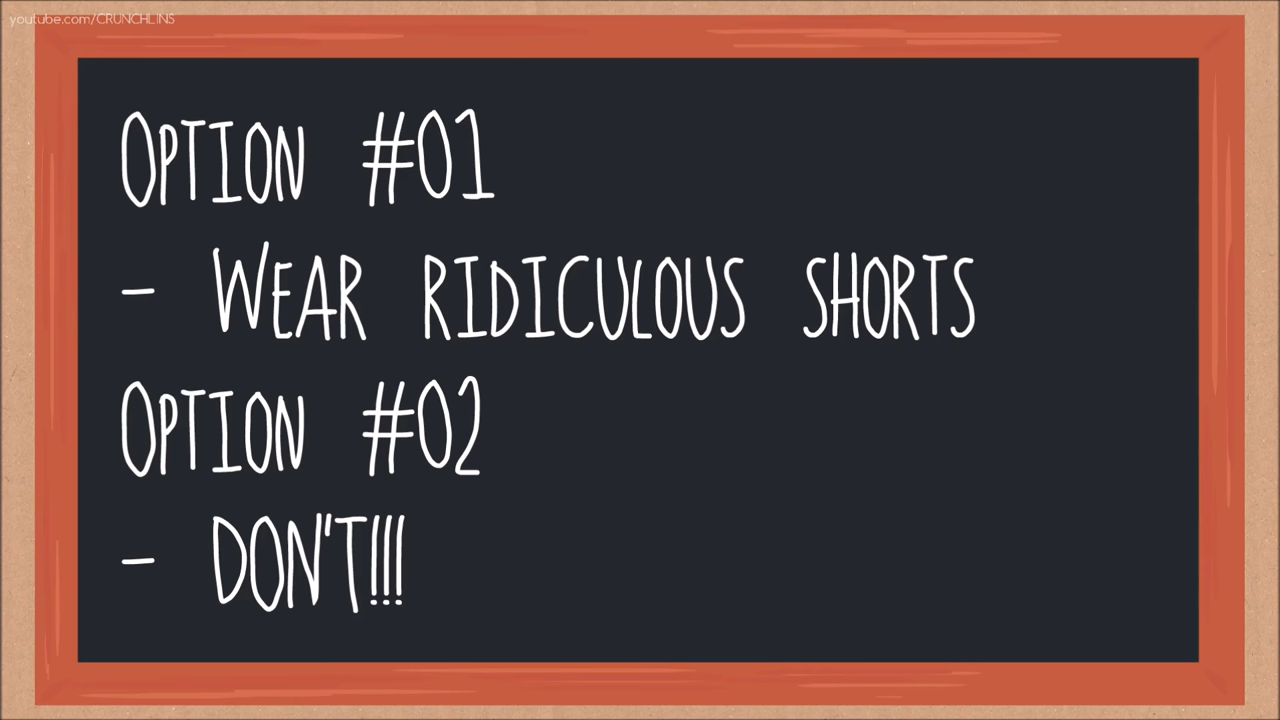 youtube.com/CRUNCHLINS
Option #01
- Wear ridiculous shorts
Option #02
- DON'T!!!